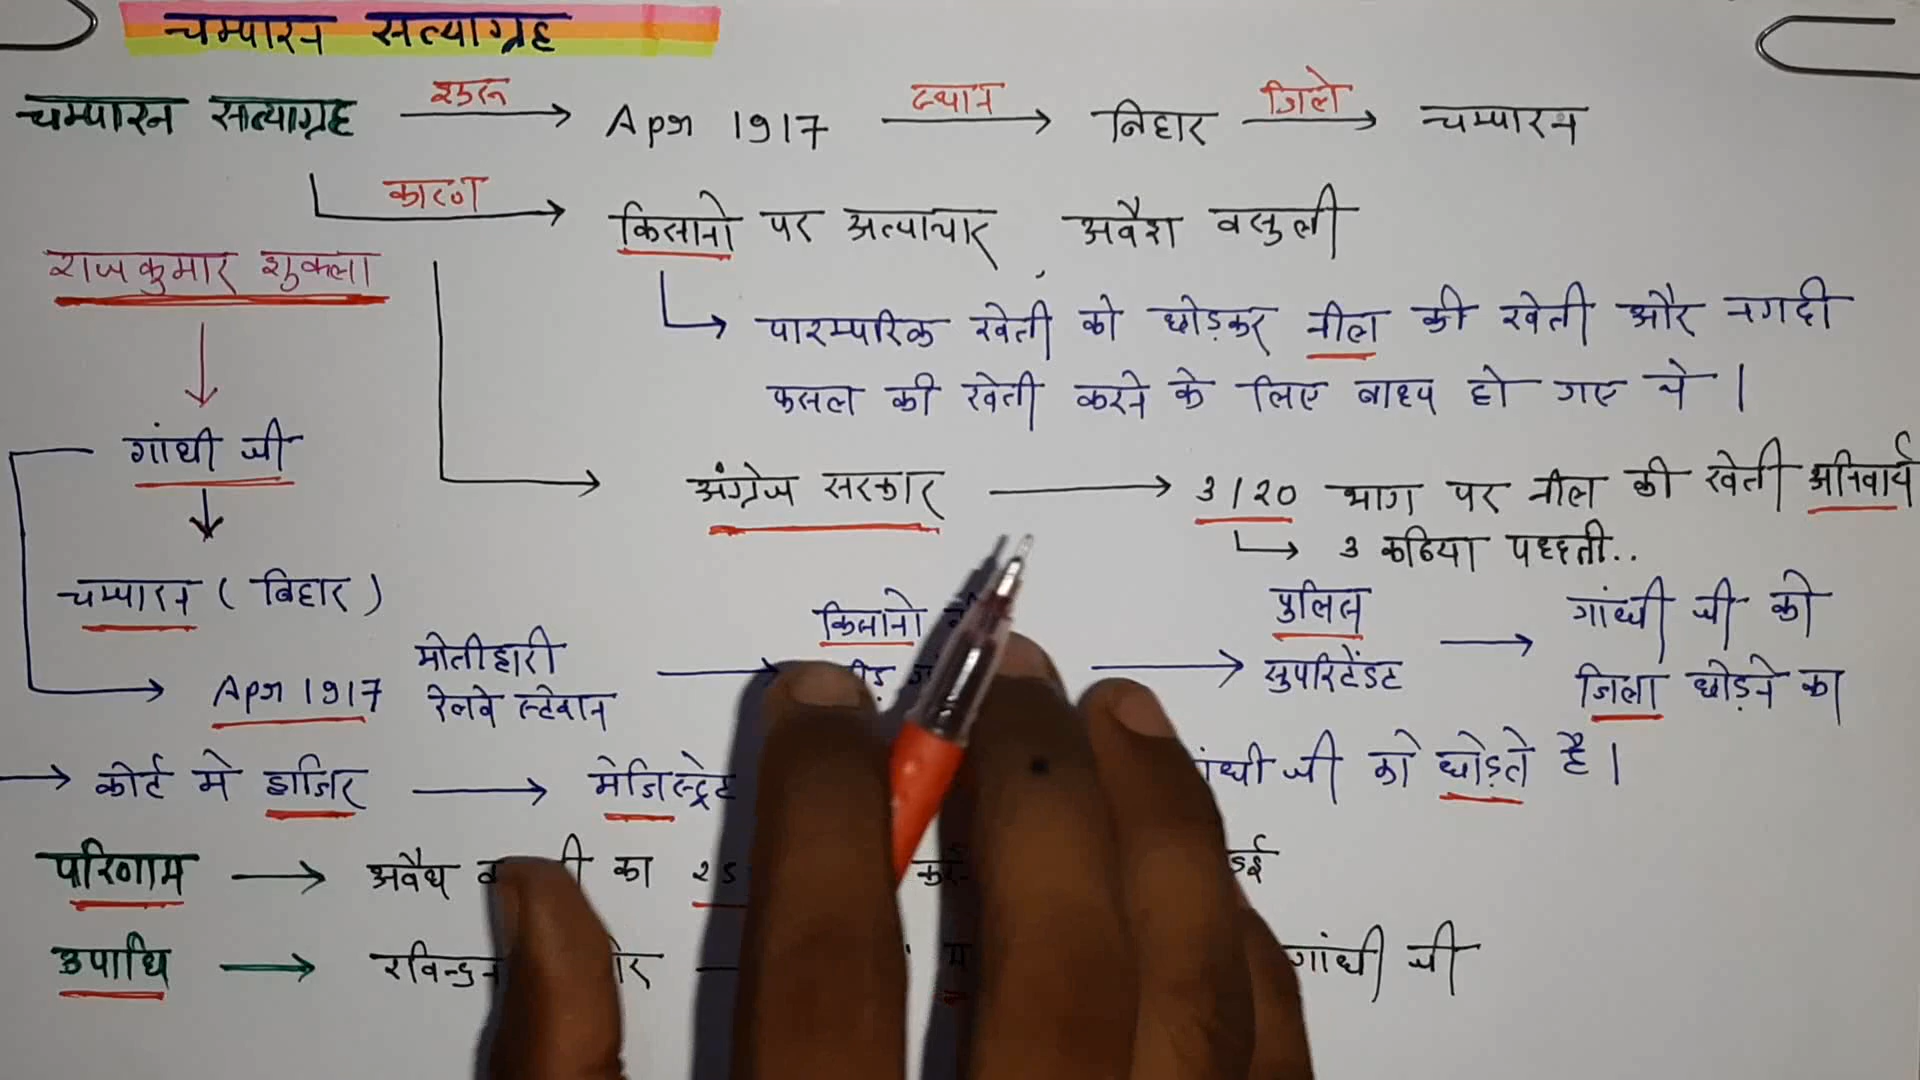 चम्पारन सत्याग्रह
चम्पारन सत्याग्रह शुरू Apr 1917 स्थान बिहार जिले चम्पारन
कारण किसानो पर अत्याचार अवैध वसुली
राजकुमार शुक्ला
पारम्परिक खेती को छोड़कर नील की खेती और नगदी
फसल की खेती करने के लिए बाध्य हो गए थे |
गांधी जी
अंग्रेज सरकार 3/20 भाग पर नील की खेती अनिवार्य
3 कठिया पद्धती..
चम्पारन ( बिहार )
Apr 1917 मोतीहारी रेलवे स्टेशन किसानो पुलिस सुपरिटेंडेंट गांधी जी को जिला छोड़ने का
कोर्ट मे हाजिर मेजिस्ट्रेट गांधी जी को छोड़ते है |
परिणाम अवैध का 25
उपाधि गांधी जी